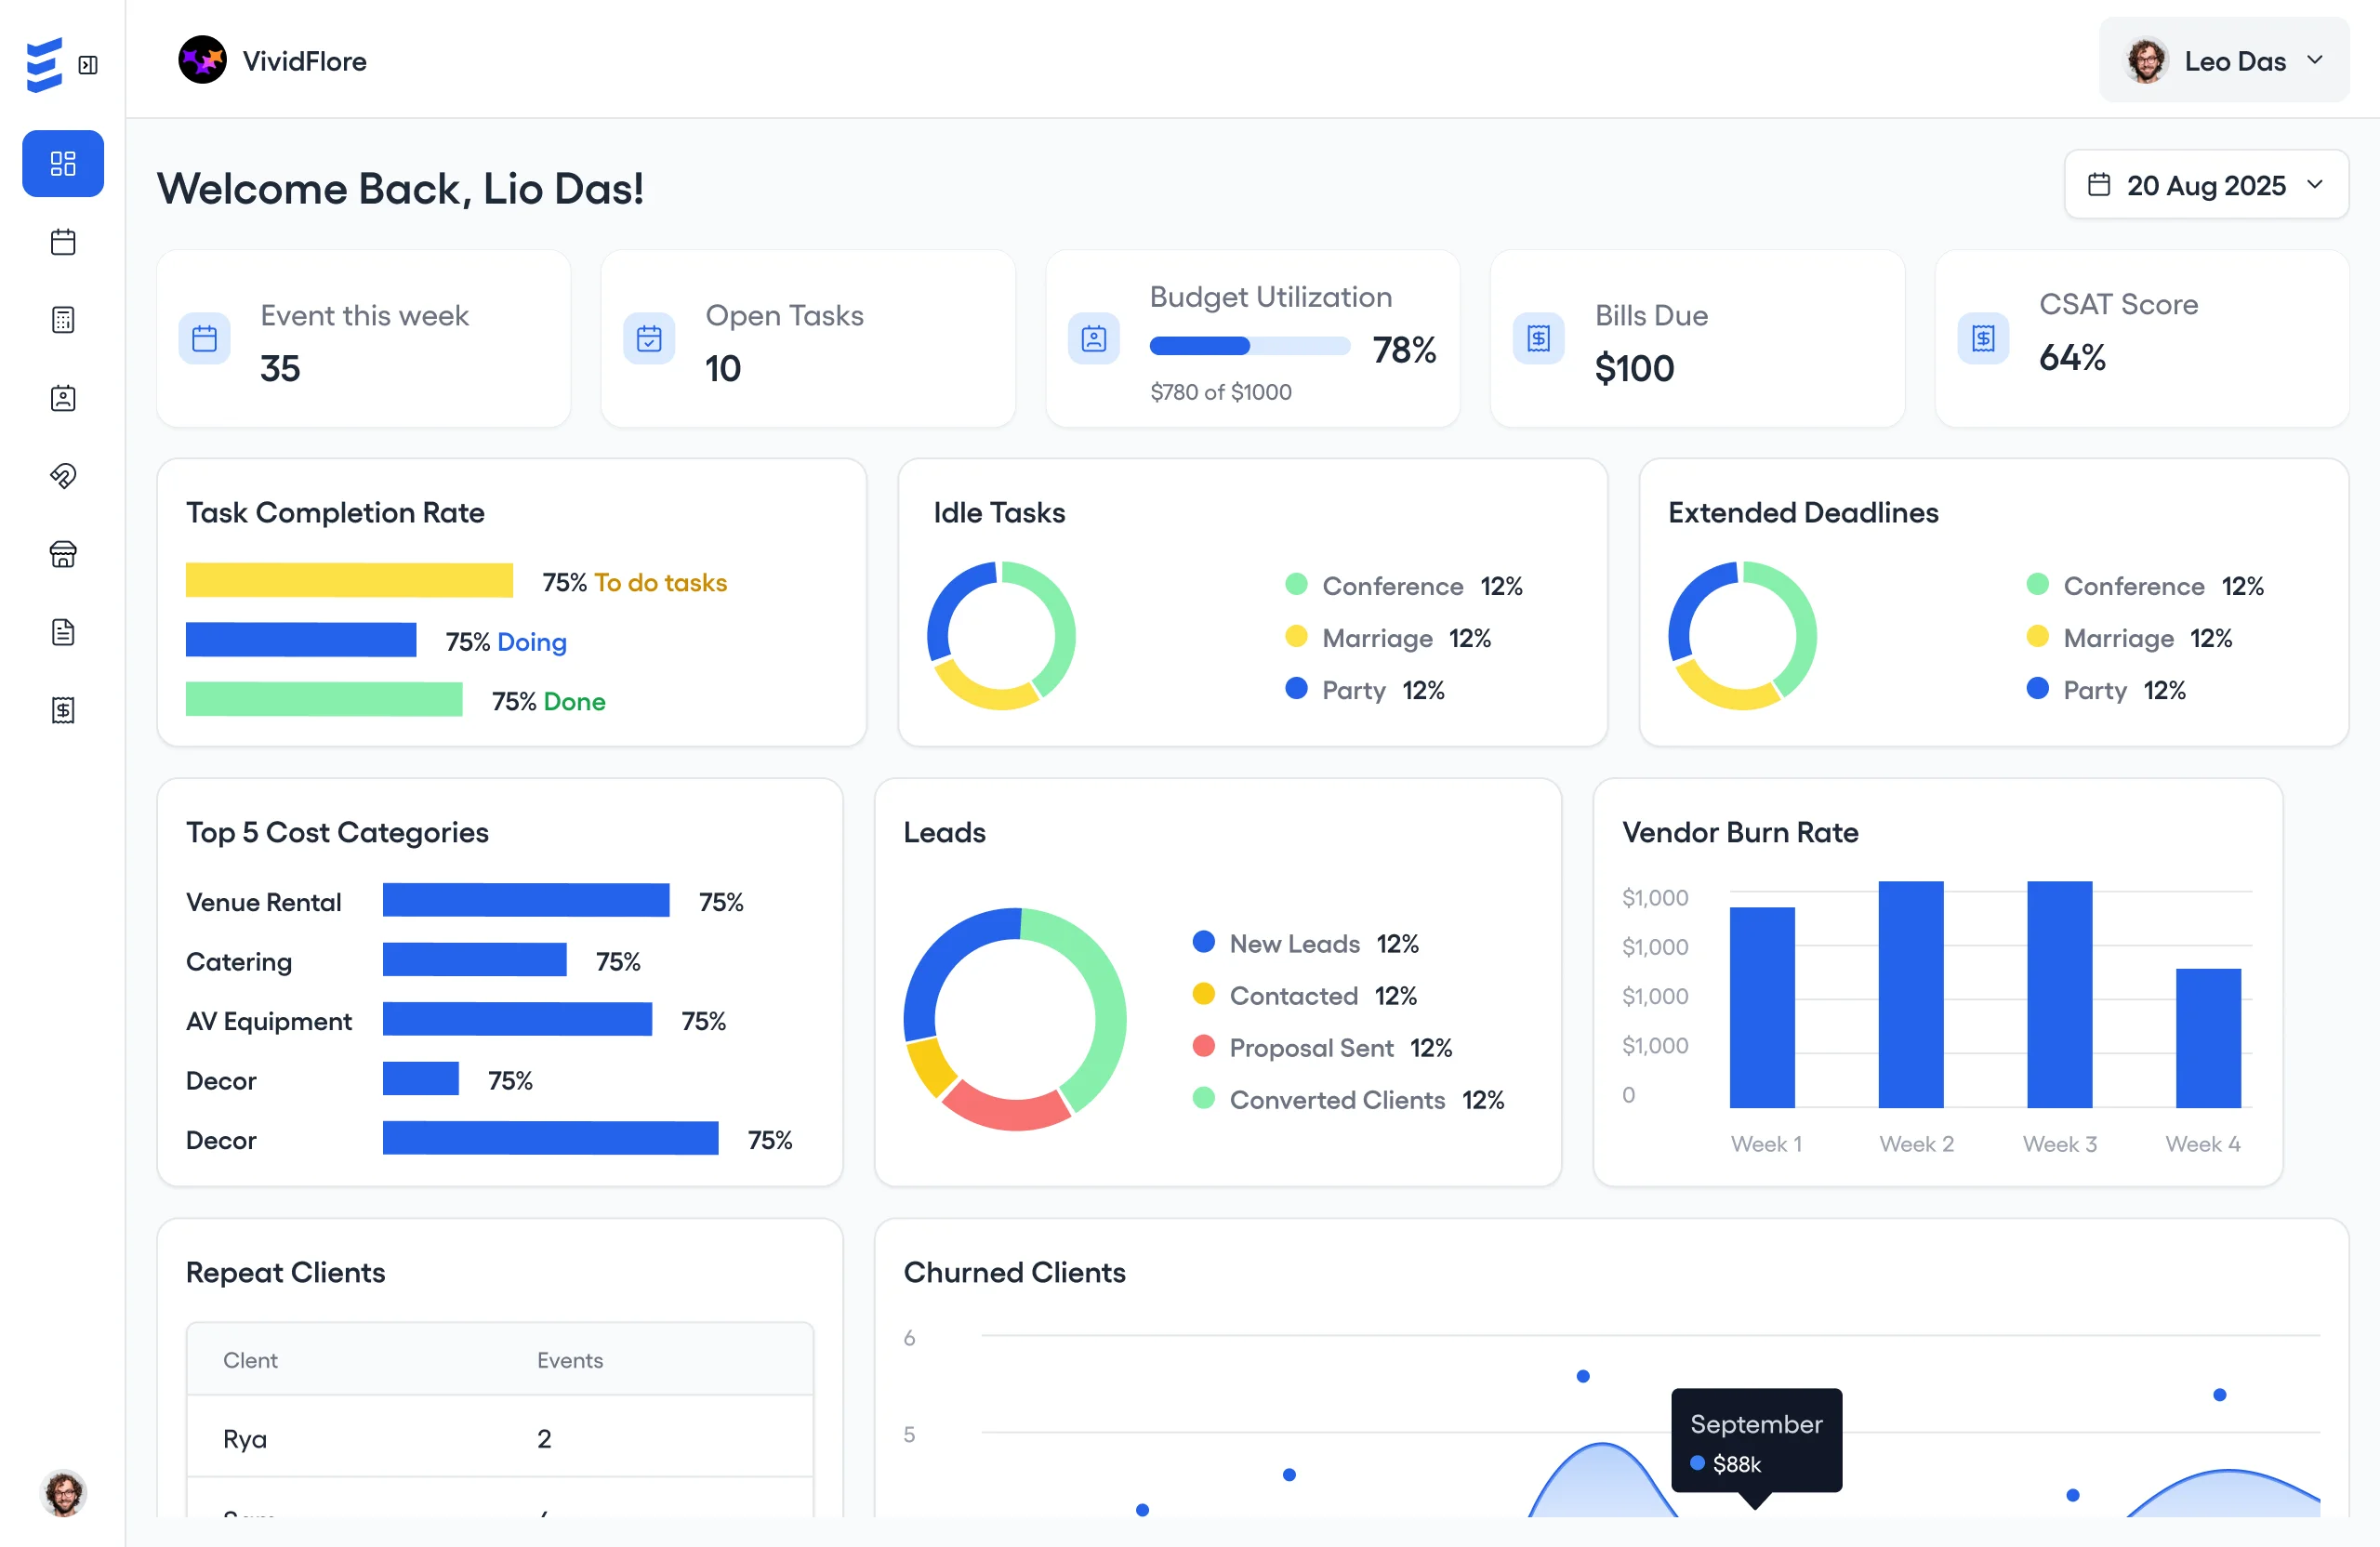 VividFlore
Leo Das
Welcome Back, Lio Das!
20 Aug 2025
Event this week
35
Open Tasks
10
Budget Utilization
78%
$780 of $1000
Bills Due
$100
CSAT Score
64%
Task Completion Rate
75% To do tasks
75% Doing
75% Done
Idle Tasks
Conference 12%
Marriage 12%
Party 12%
Extended Deadlines
Conference 12%
Marriage 12%
Party 12%
Top 5 Cost Categories
Venue Rental 75%
Catering 75%
AV Equipment 75%
Decor 75%
Decor 75%
Leads
New Leads 12%
Contacted 12%
Proposal Sent 12%
Converted Clients 12%
Vendor Burn Rate
$1,000
$1,000
$1,000
$1,000
0
Week 1 Week 2 Week 3 Week 4
Repeat Clients
Clent Events
Rya 2
Churned Clients
6
5
September
$88k